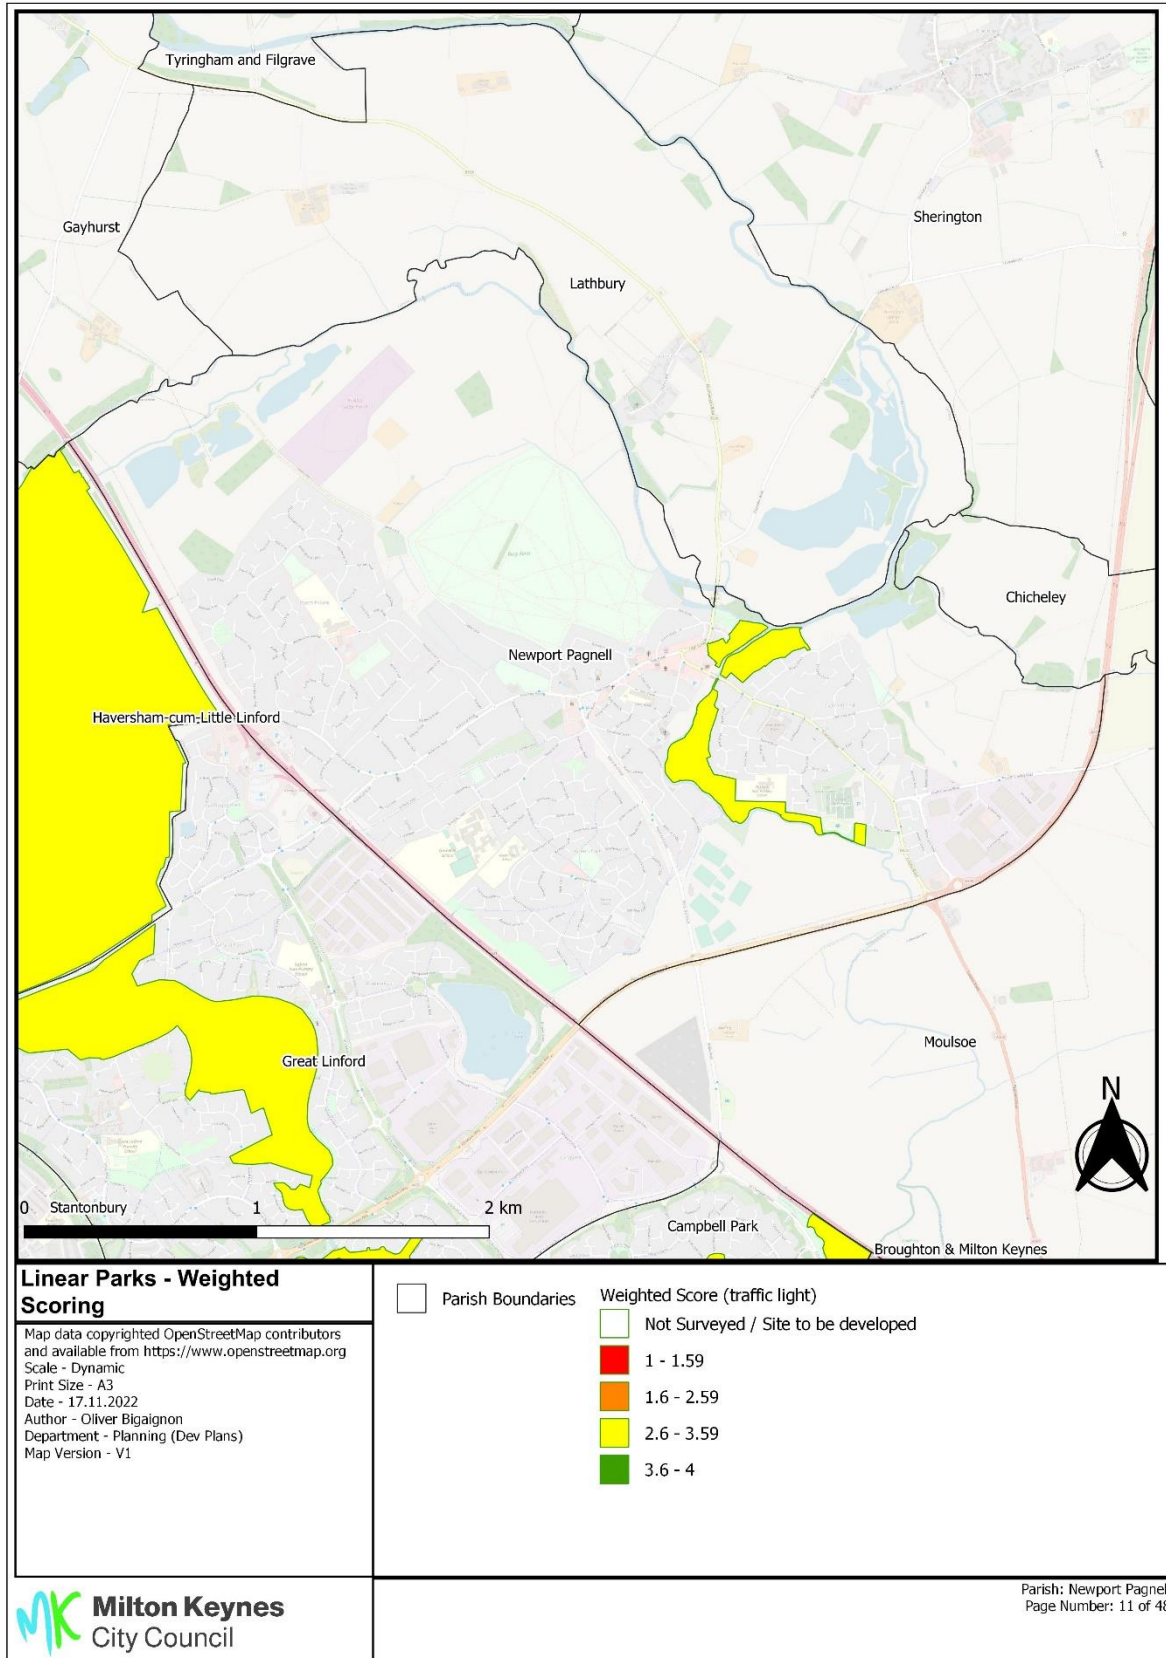 Tyringham and Filgrave
Gayhurst
Sherington
Lathbury
Chicheley
Newport Pagnell
Haversham-cum-Little Linford
Great Linford
Moulsoe
N
0 Stantonbury 1 2 km
Campbell Park
Broughton & Milton Keynes
Linear Parks - Weighted
Scoring
Map data copyrighted OpenStreetMap contributors
and available from https://www.openstreetmap.org
Scale - Dynamic
Print Size - A3
Date - 17.11.2022
Author - Oliver Bigaignon
Department - Planning (Dev Plans)
Map Version - V1
Parish Boundaries
Weighted Score (traffic light)
Not Surveyed / Site to be developed
1 - 1.59
1.6 - 2.59
2.6 - 3.59
3.6 - 4
MK Milton Keynes
City Council
Parish: Newport Pagnel
Page Number: 11 of 48